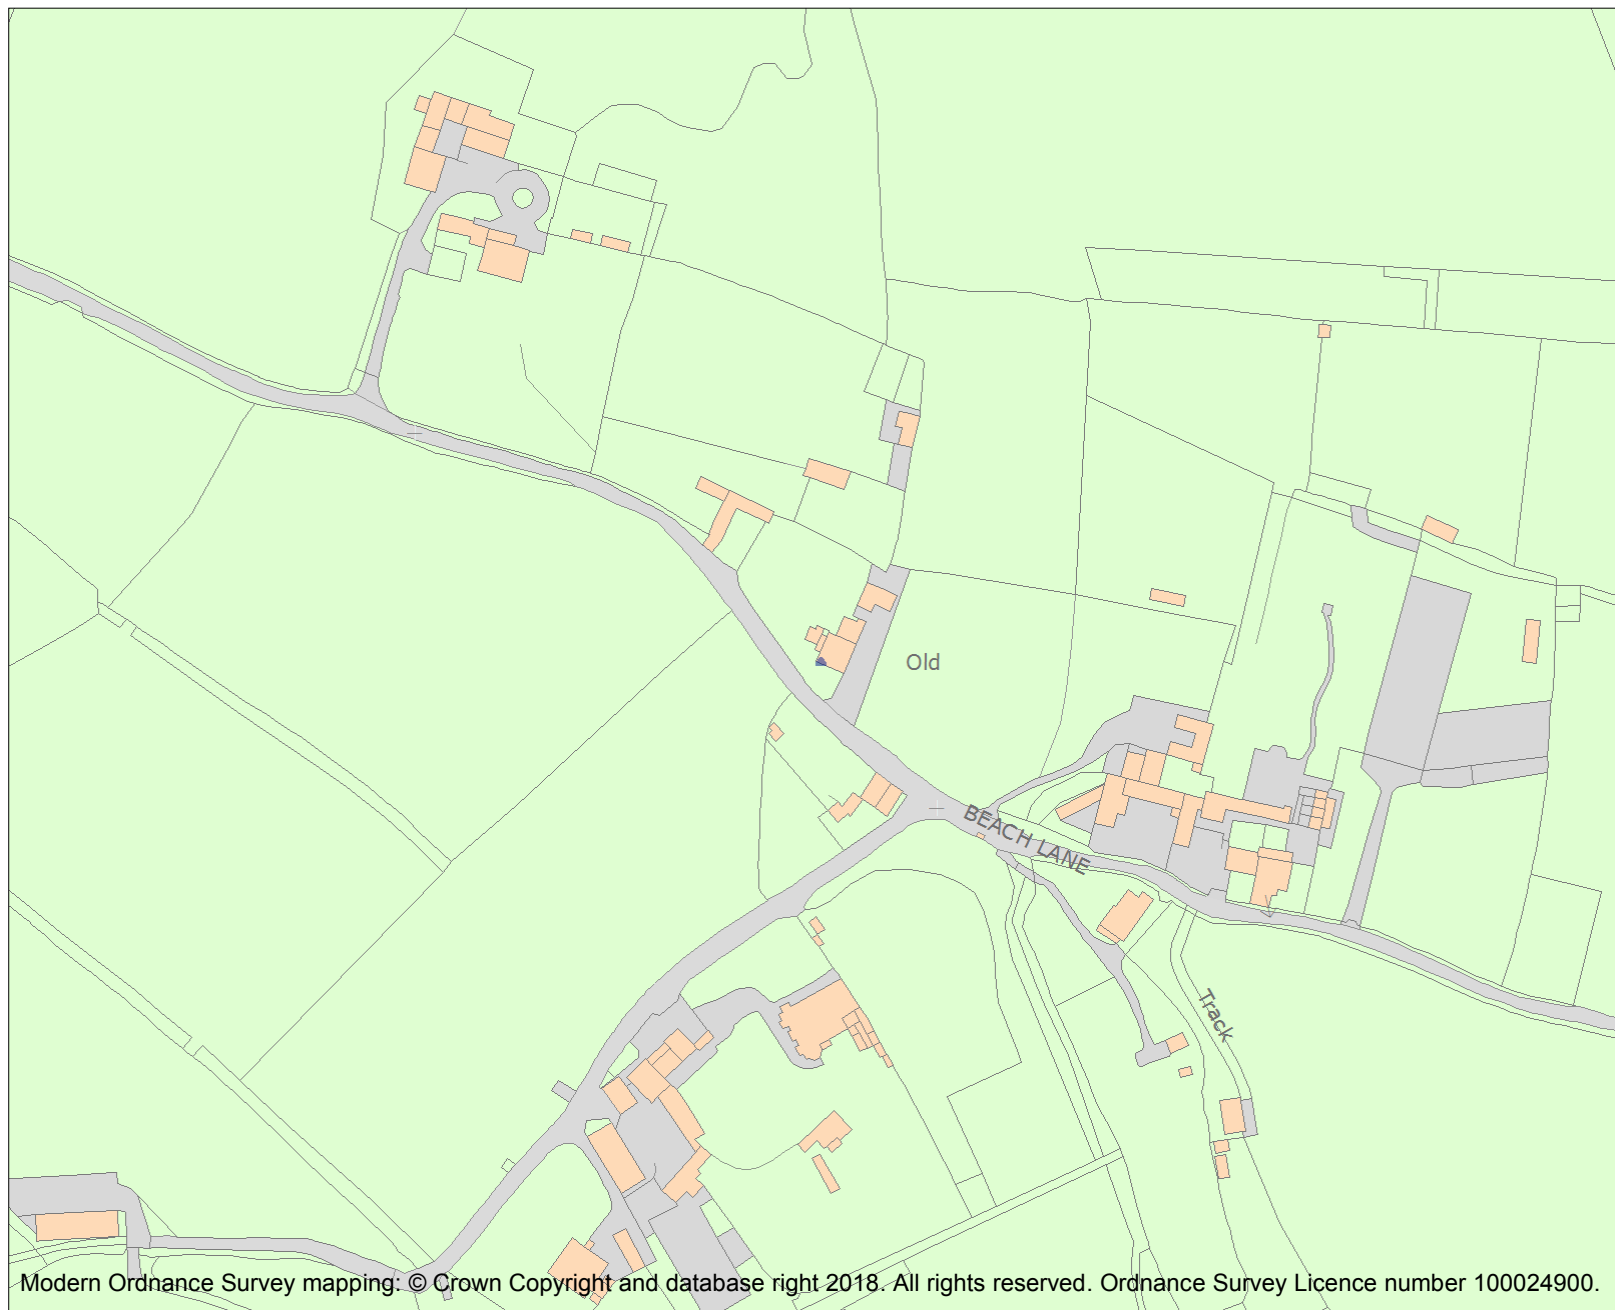 Old
BEACH LANE
Track
Modern Ordnance Survey mapping: © Crown Copyright and database right 2018. All rights reserved. Ordnance Survey Licence number 100024900.